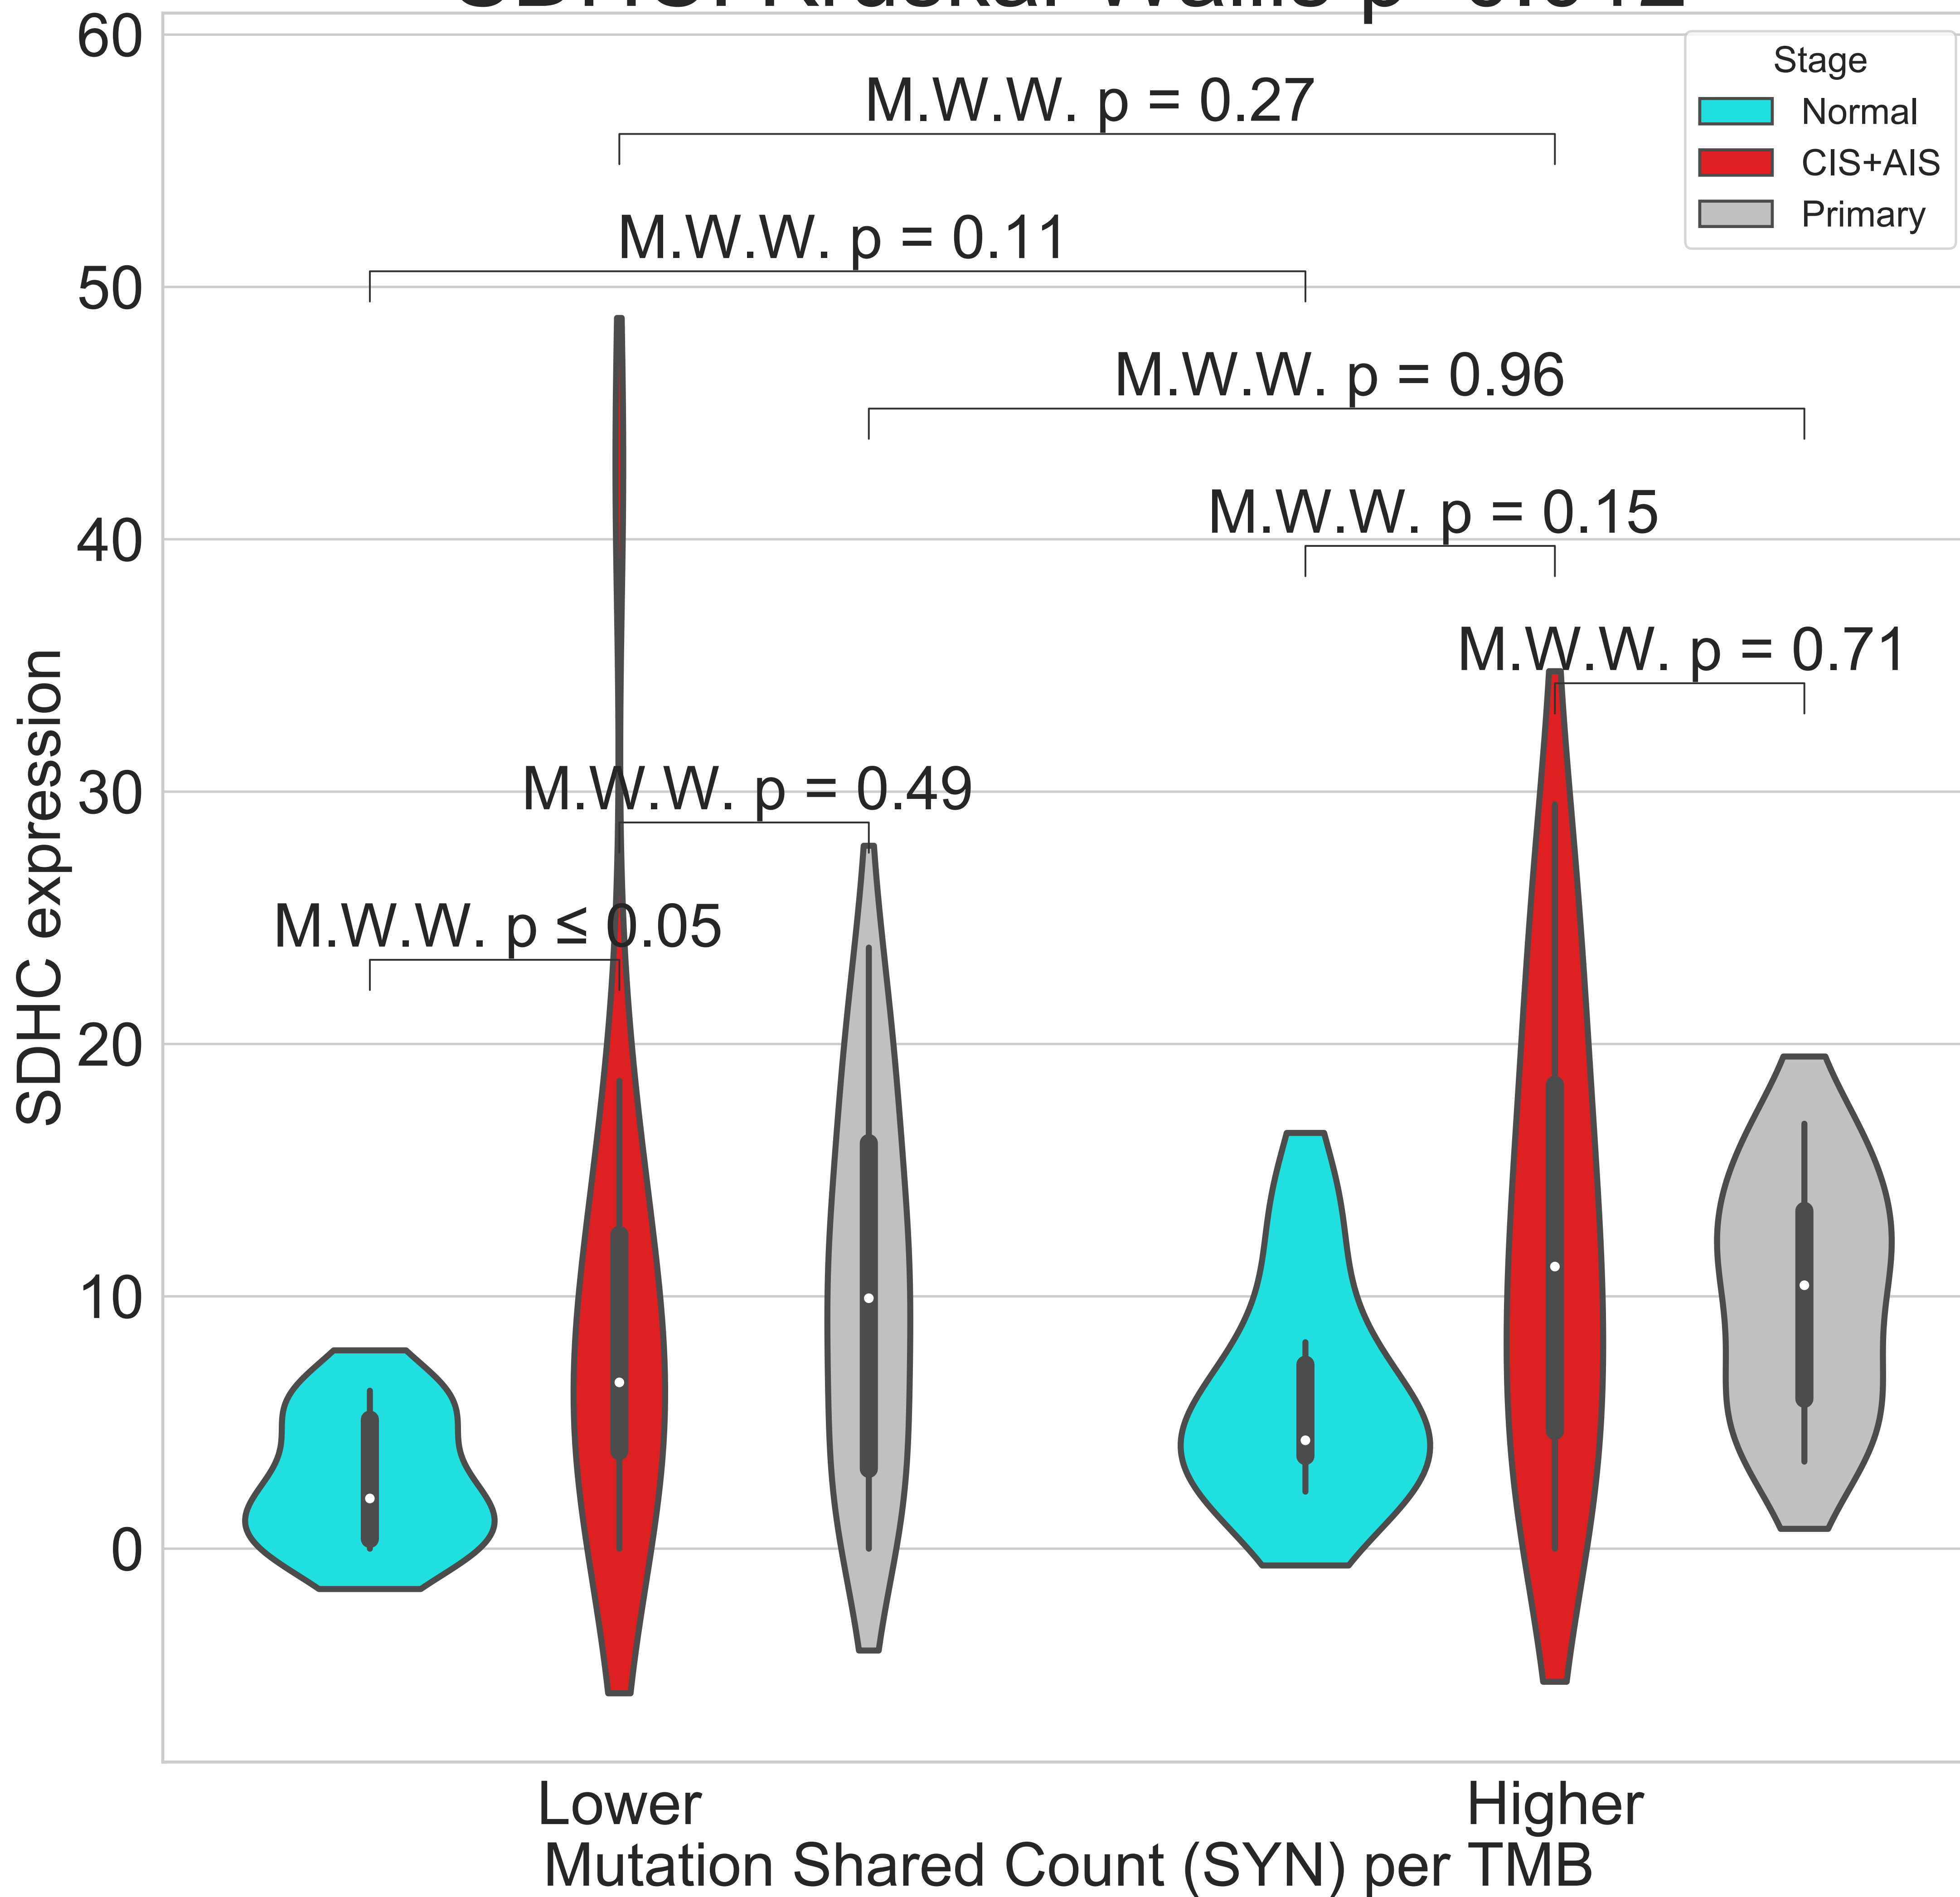 60
Stage
Normal
CIS+AIS
Primary
M.W.W. p = 0.27
M.W.W. p = 0.11
50
M.W.W. p = 0.96
M.W.W. p = 0.15
40
M.W.W. p = 0.71
M.W.W. p = 0.49
30
M.W.W. p ≤ 0.05
SDHC expression
20
10
0
Lower
Higher
Mutation Shared Count (SYN) per TMB